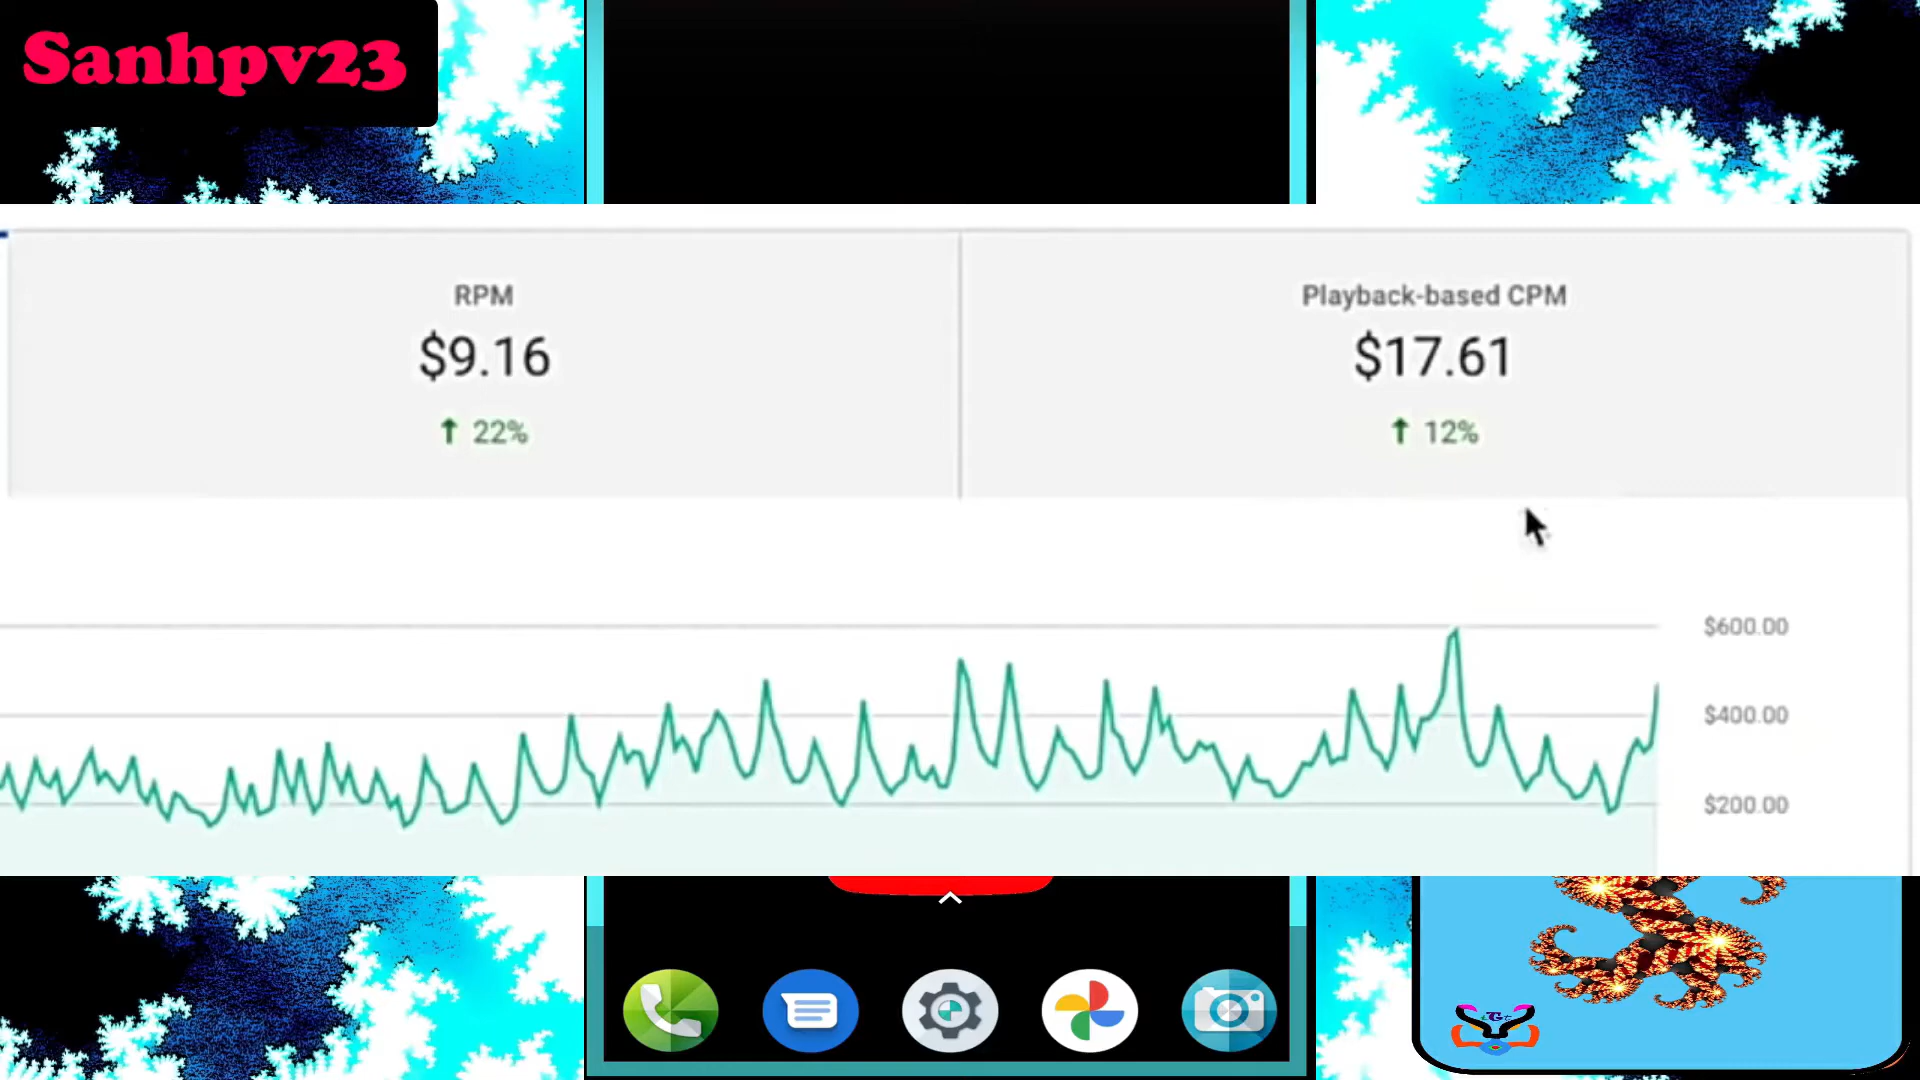 Sanhpv23
RPM
$9.16
↑ 22%
Playback-based CPM
$17.61
↑ 12%
$600.00
$400.00
$200.00